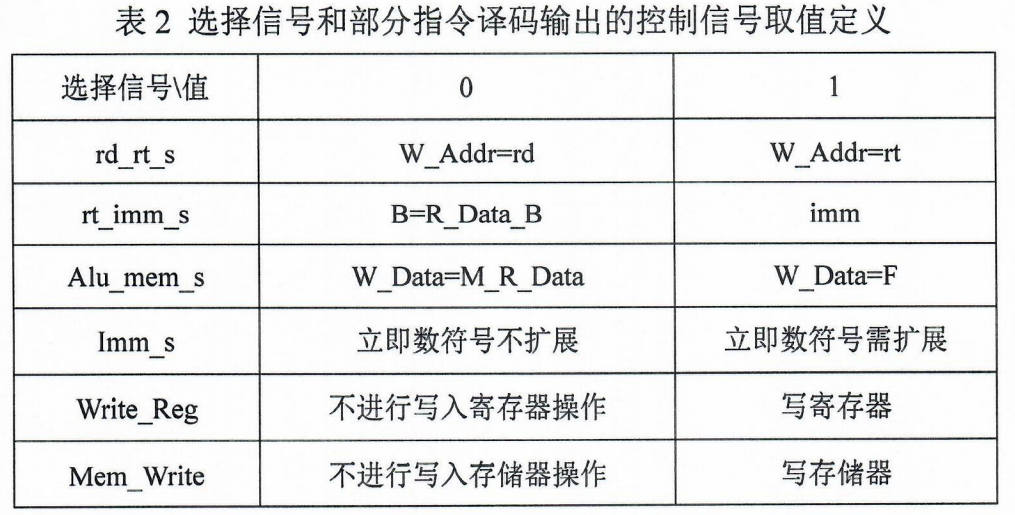 表 2 选择信号和部分指令译码输出的控制信号取值定义
选择信号\值 0 1
rd_rt_s W_Addr=rd W_Addr=rt
rt_imm_s B=R_Data_B imm
Alu_mem_s W_Data=M_R_Data W_Data=F
Imm_s 立即数符号不扩展 立即数符号需扩展
Write_Reg 不进行写入寄存器操作 写寄存器
Mem_Write 不进行写入存储器操作 写存储器